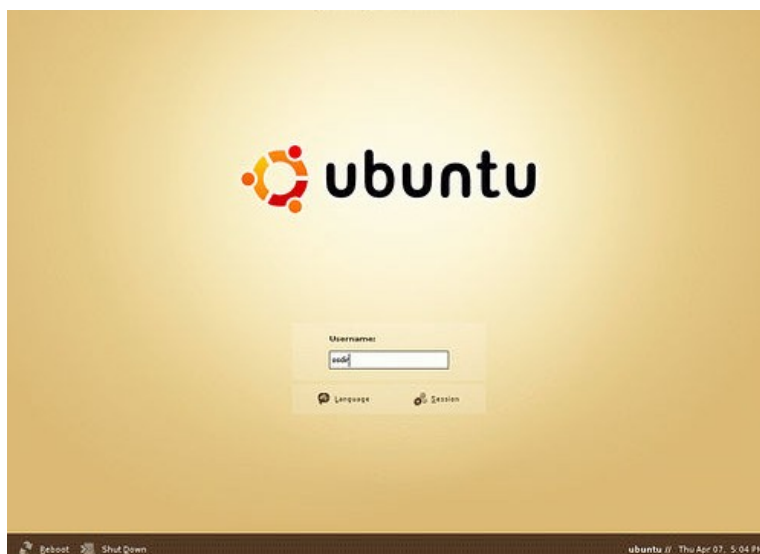 ubuntu
Username:
Language Session
Reboot Shut Down ubuntu // Thu Apr 07, 5:04 PM